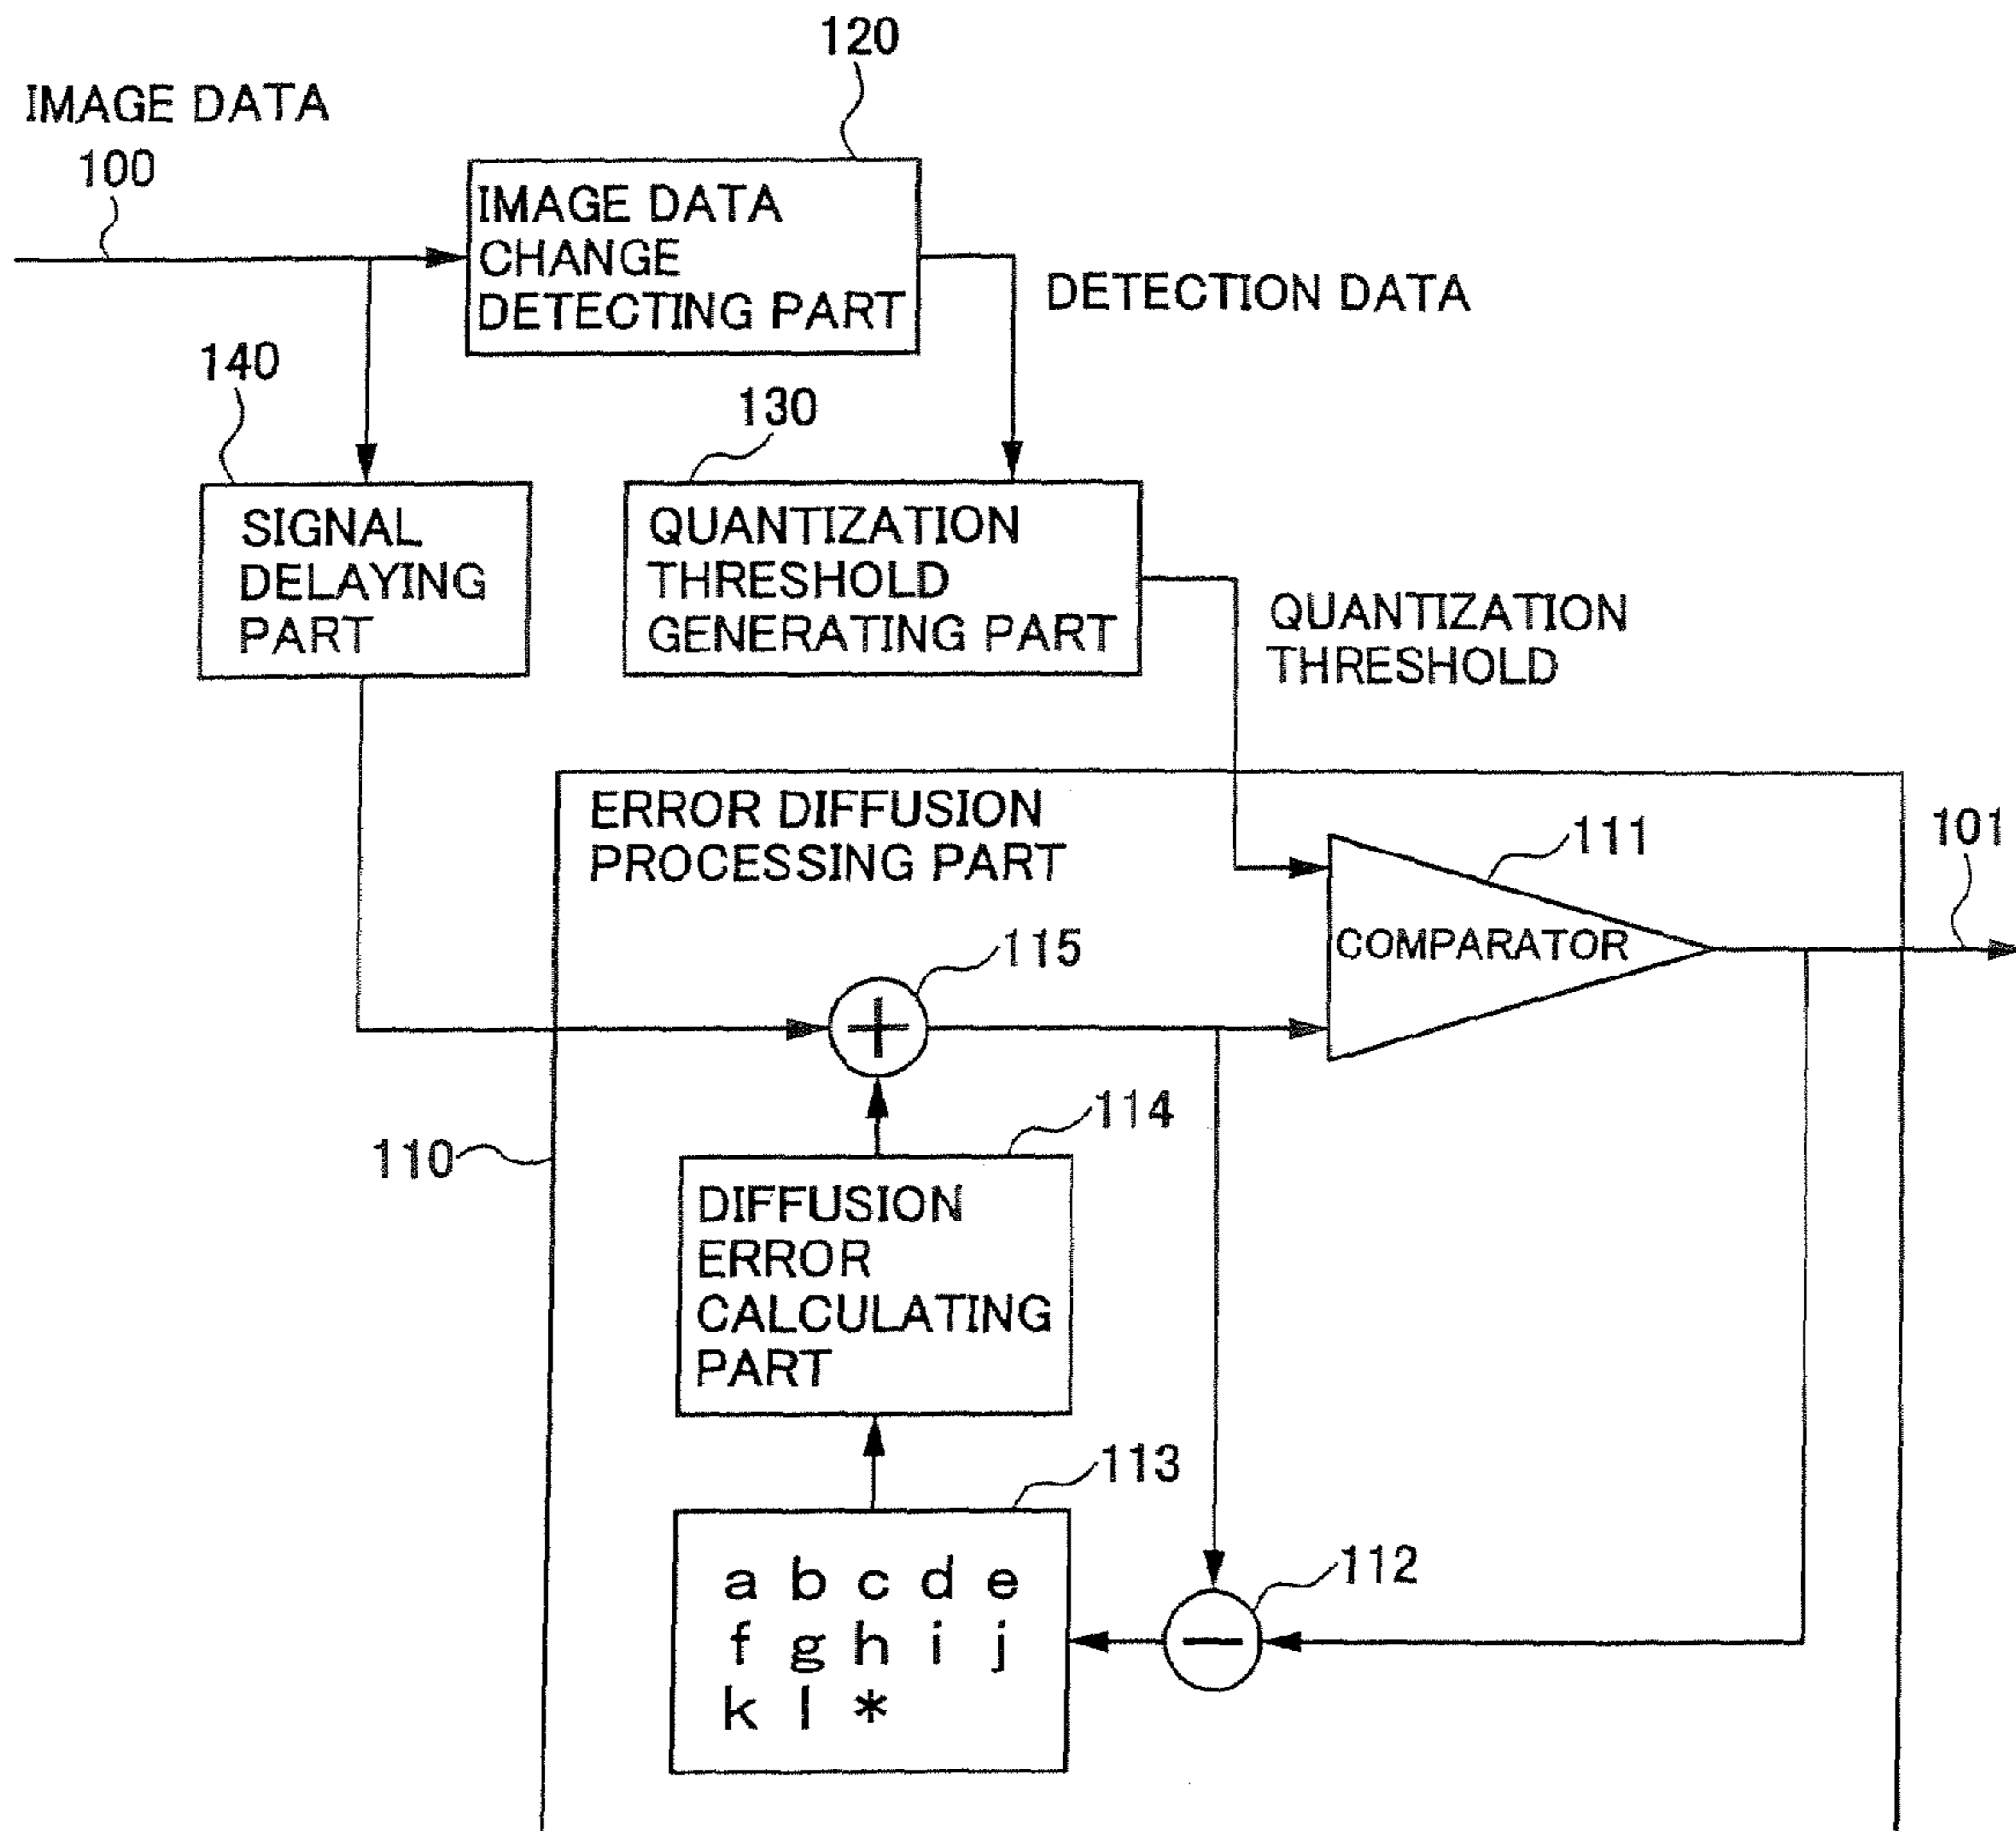 120
IMAGE DATA
100
IMAGE DATA
CHANGE
DETECTING PART
DETECTION DATA
140
130
SIGNAL
DELAYING
PART
QUANTIZATION
THRESHOLD
GENERATING PART
QUANTIZATION
THRESHOLD
ERROR DIFFUSION
PROCESSING PART
111
101
COMPARATOR
115
+
114
110
DIFFUSION
ERROR
CALCULATING
PART
113
a b c d e
f g h i j
k l *
112
−